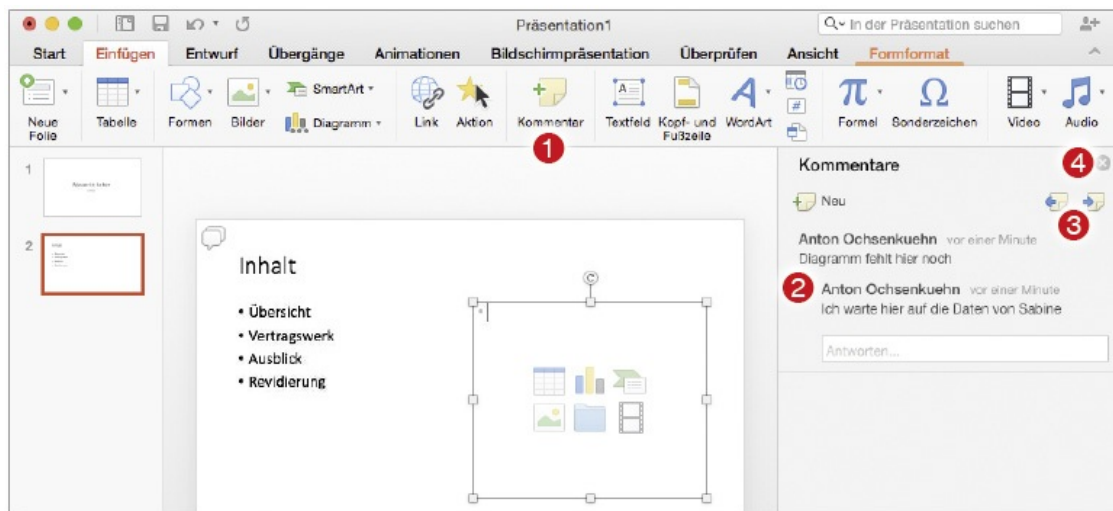 Präsentation1
In der Präsentation suchen
Start Einfügen Entwurf Übergänge Animationen Bildschirmpräsentation Überprüfen Ansicht Formformat
Neue Folie
Tabelle
Formen
Bilder
SmartArt
Diagramm
Link
Aktion
Kommentar
Textfeld
Kopf- und Fußzeile
WordArt
#
π
Formel
Ω
Sonderzeichen
Video
Audio
1
4
1
2
Inhalt
• Übersicht
• Vertragswerk
• Ausblick
• Revidierung
Kommentare
Neu
3
Anton Ochsenkuehn vor einer Minute
Diagramm fehlt hier noch
2
Anton Ochsenkuehn vor einer Minute
Ich warte hier auf die Daten von Sabine
Antworten...